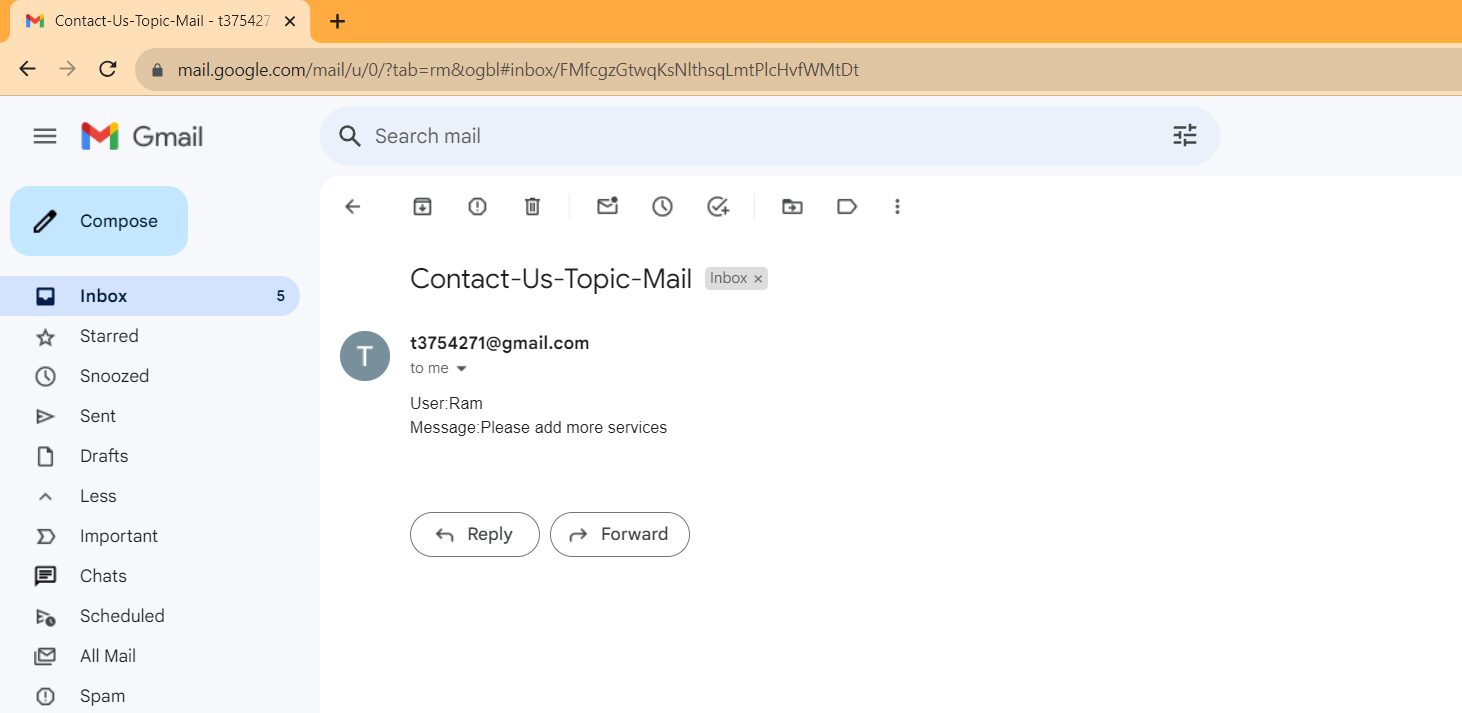 Contact-Us-Topic-Mail - t375427
mail.google.com/mail/u/0/?tab=rm&ogbl#inbox/FMfcgzGtwqKsNlthsqLmtPlcHvfWMtDt
Gmail
Search mail
Compose
Inbox 5
Starred
Snoozed
Sent
Drafts
Less
Important
Chats
Scheduled
All Mail
Spam
Contact-Us-Topic-Mail Inbox ×
T
t3754271@gmail.com
to me
User:Ram
Message:Please add more services
Reply
Forward